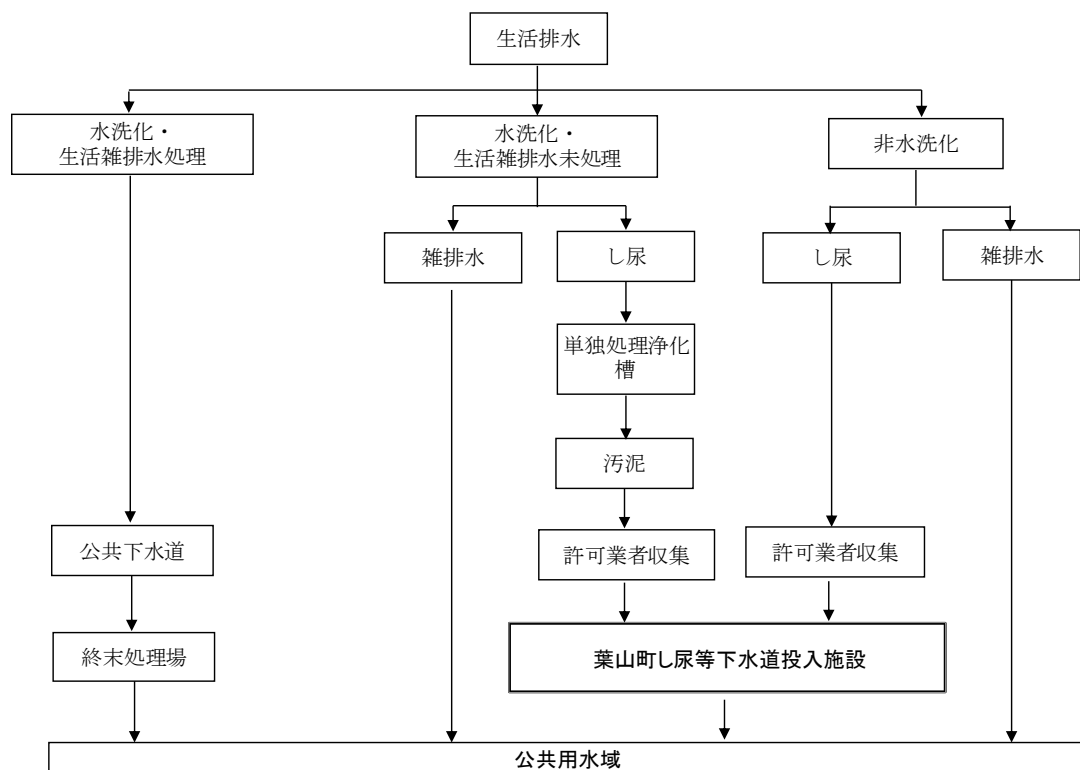 生活排水
水洗化・
生活雑排水処理
水洗化・
生活雑排水未処理
非水洗化
雑排水
し尿
し尿
雑排水
単独処理浄化
槽
汚泥
公共下水道
許可業者収集
許可業者収集
終末処理場
葉山町し尿等下水道投入施設
公共用水域